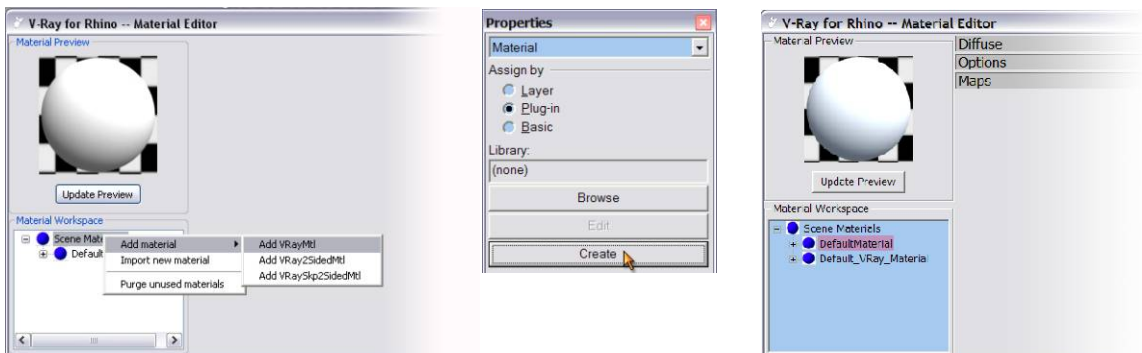 V-Ray for Rhino -- Material Editor
Material Preview
Update Preview
Material Workspace
Scene Mat
Default
Add material
Import new material
Purge unused materials
Add VRayMtl
Add VRay2SidedMtl
Add VRaySkp2SidedMtl
Properties
Material
Assign by
Layer
Plug-in
Basic
Library:
(none)
Browse
Edit
Create
V-Ray for Rhino -- Material Editor
Material Preview
Update Preview
Material Workspace
Scene Materials
DefaultMaterial
Default_VRay_Material
Diffuse
Options
Maps